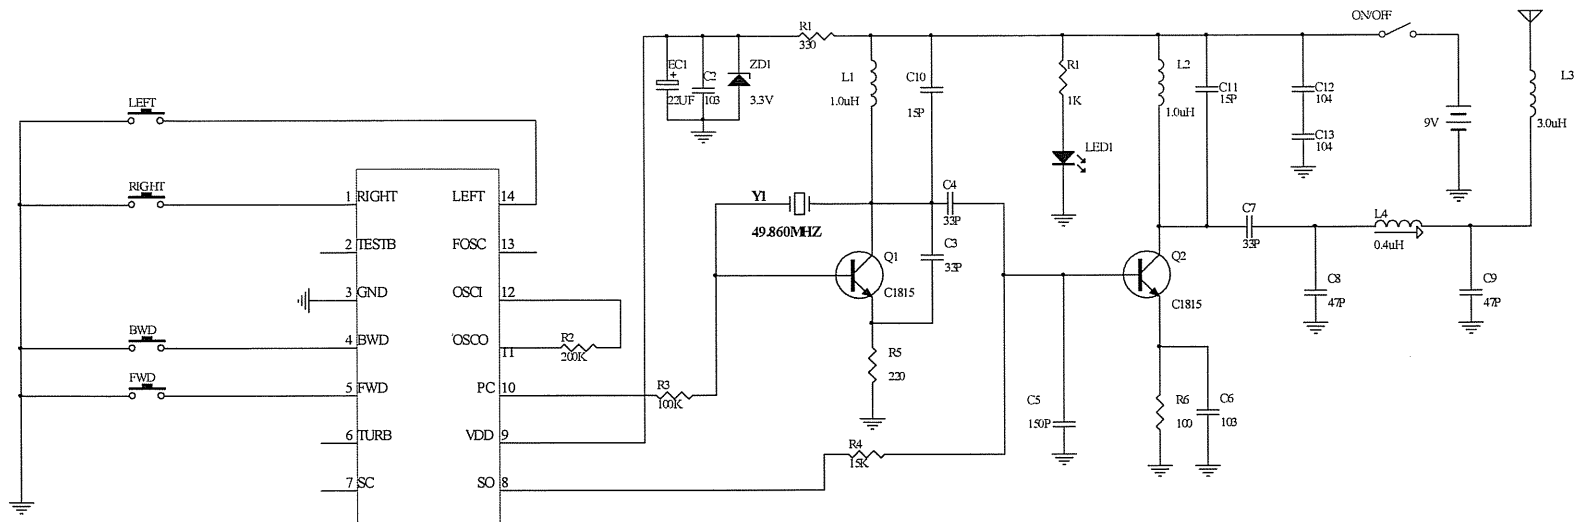 ON/OFF
R1
330
EC1
+
22UF
C2
103
ZD1
3.3V
L1
1.0uH
C10
15P
R1
1K
LED1
L2
1.0uH
C11
15P
C12
104
C13
104
9V
L3
3.0uH
LEFT
RIGHT
BWD
FWD
1 RIGHT
2 TESTB
3 GND
4 BWD
5 FWD
6 TURB
7 SC
LEFT 14
FOSC 13
OSCI 12
'OSCO 11
PC 10
VDD 9
SO 8
R2
200K
R3
100K
R4
15K
Y1
49.860MHZ
C4
33P
C3
33P
Q1
C1815
R5
220
C5
150P
Q2
C1815
R6
100
C6
103
C7
33P
L4
0.4uH
C8
47P
C9
47P